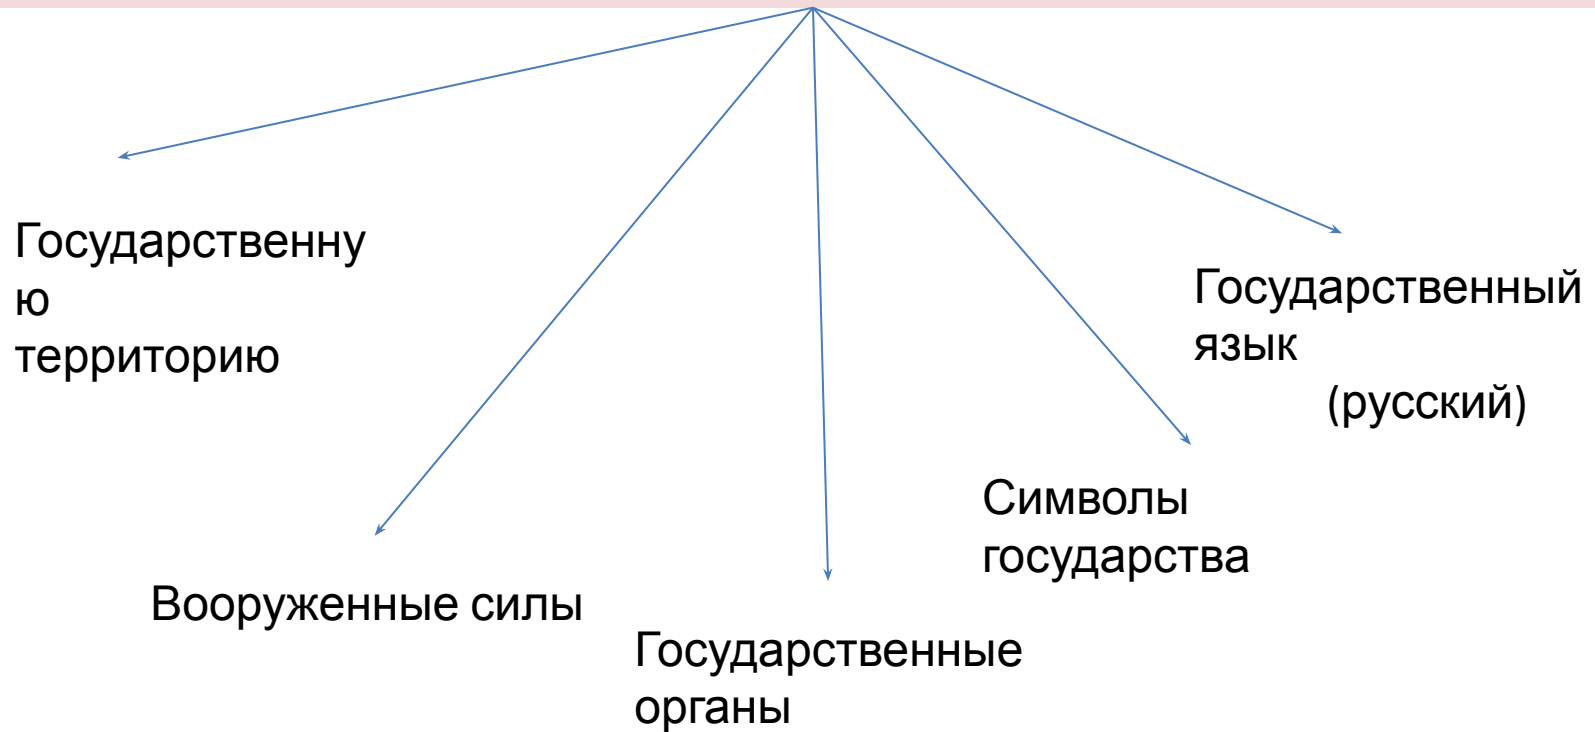 Государственну
ю
территорию
Государственный
язык
(русский)
Символы
государства
Вооруженные силы
Государственные
органы